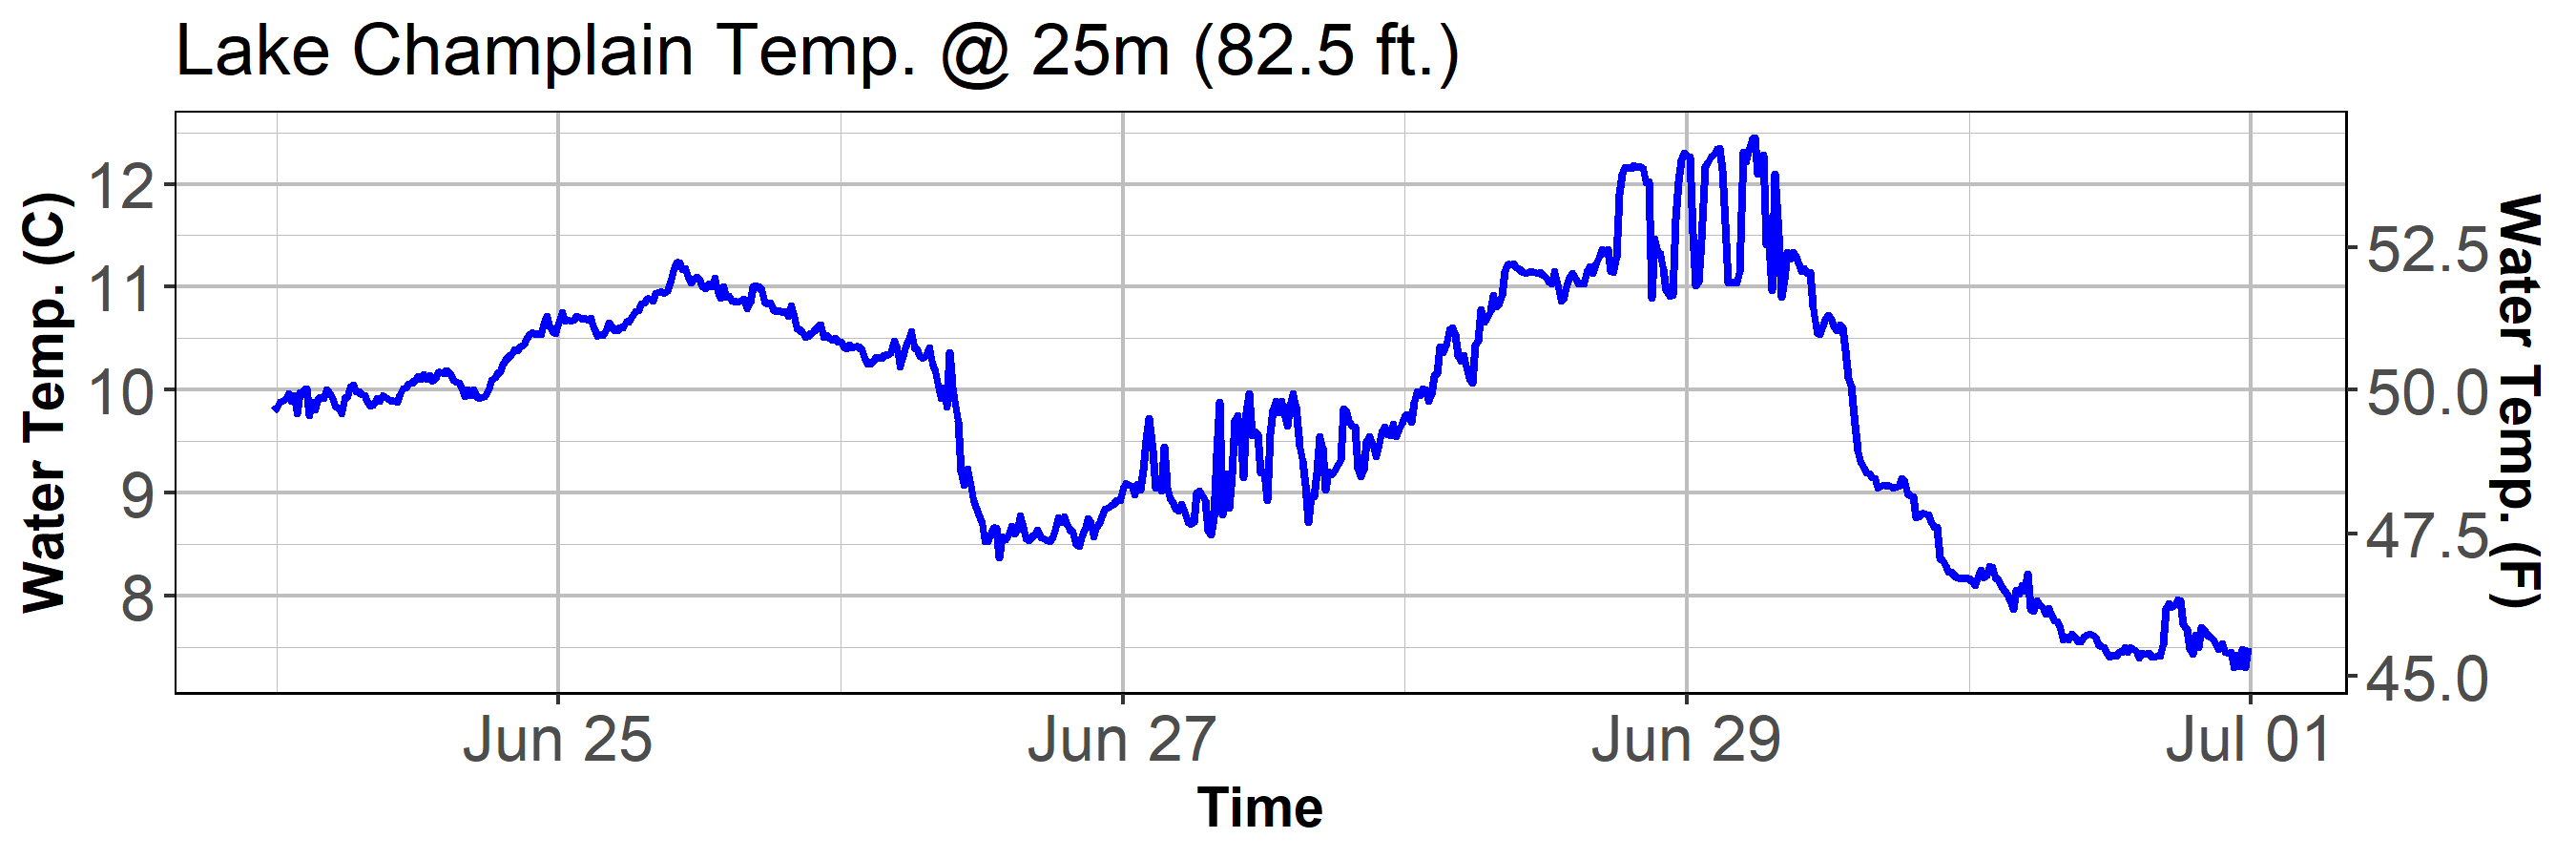 Lake Champlain Temp. @ 25m (82.5 ft.)
Water Temp. (C)
12
11
10
9
8
52.5
50.0
47.5
45.0
Water Temp. (F)
Jun 25
Jun 27
Jun 29
Jul 01
Time